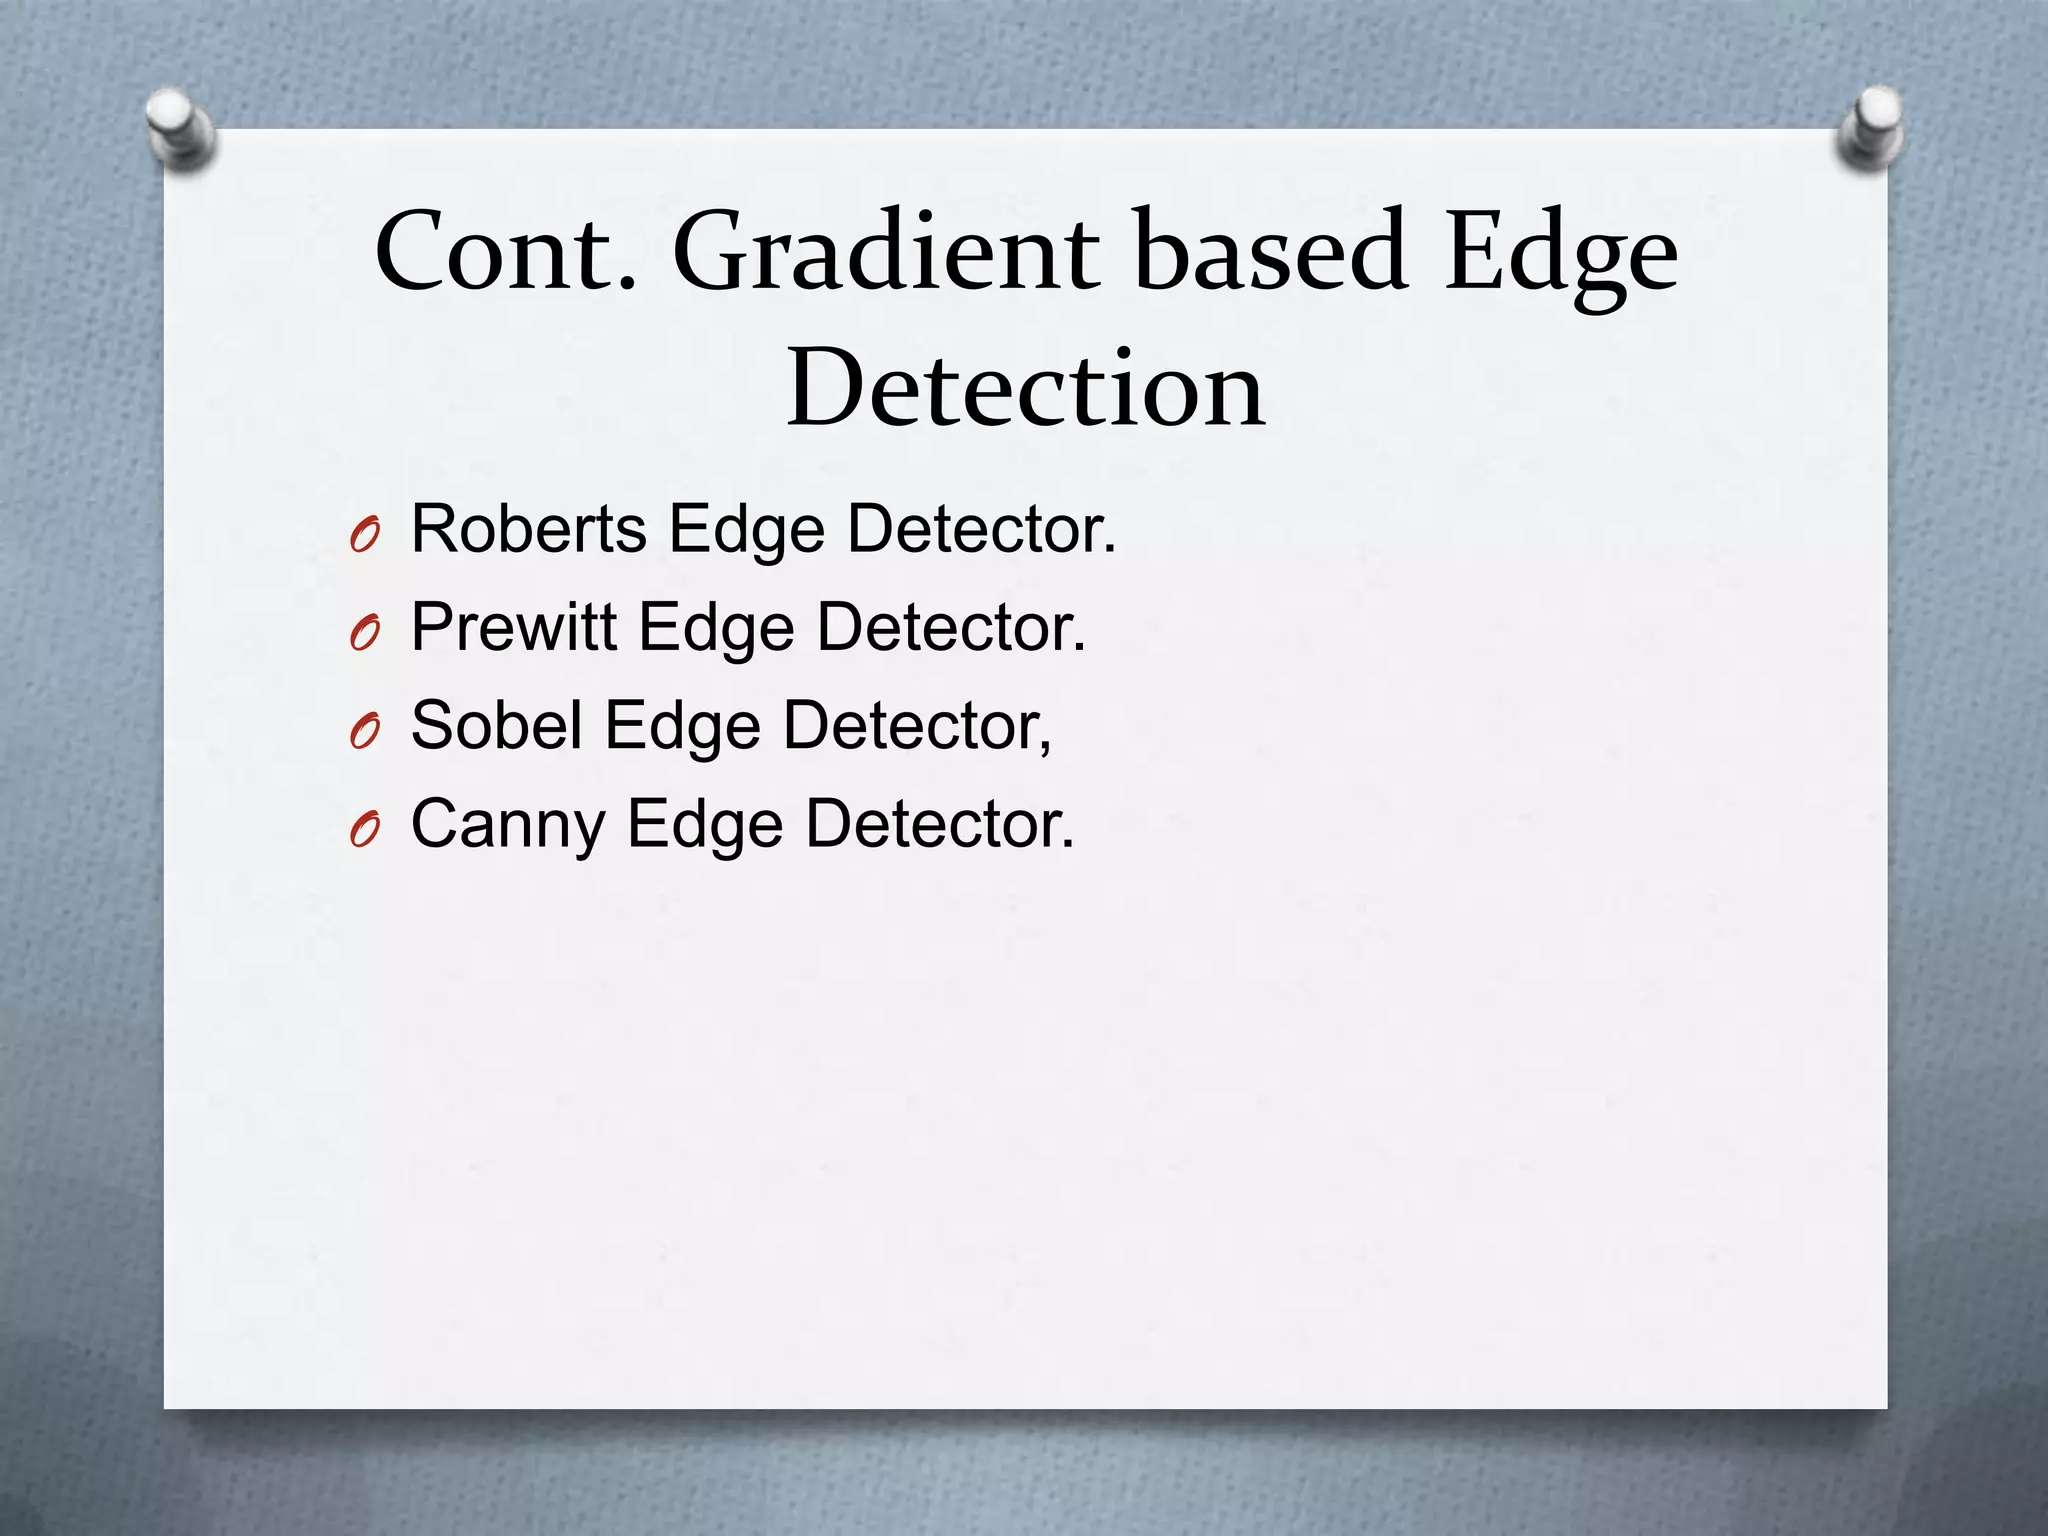 Cont. Gradient based Edge
Detection
Roberts Edge Detector.
Prewitt Edge Detector.
Sobel Edge Detector,
Canny Edge Detector.